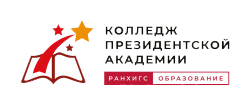 КОЛЛЕДЖ
ПРЕЗИДЕНТСКОЙ
АКАДЕМИИ
РАНХИГС ОБРАЗОВАНИЕ